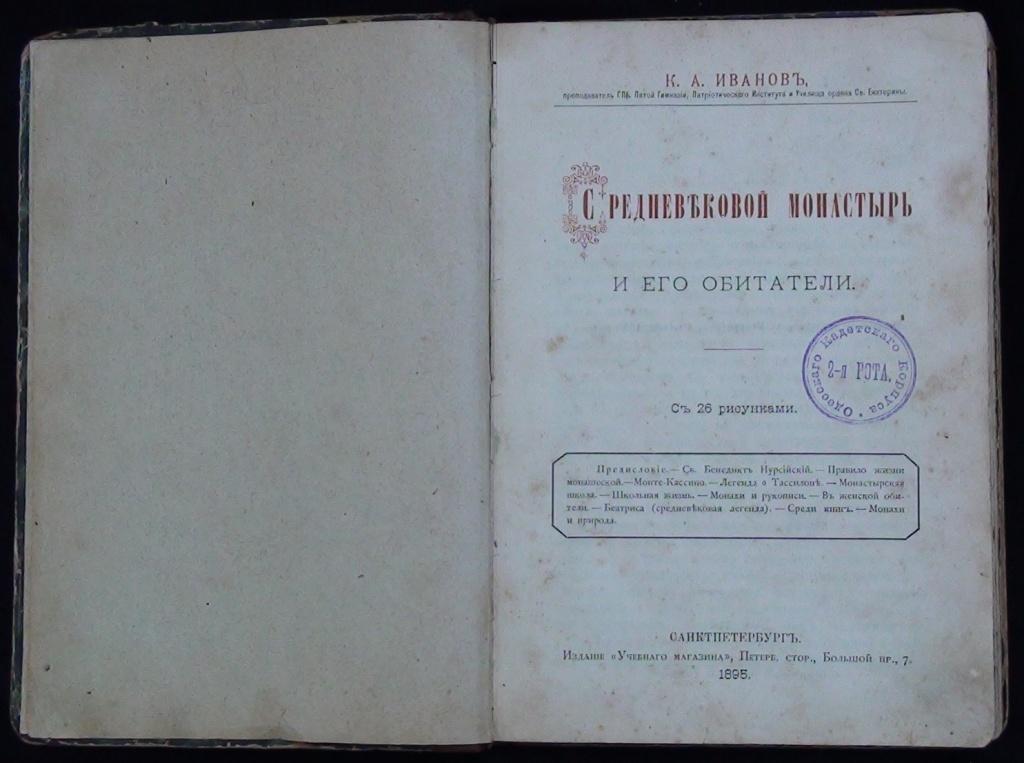 К. А. ИВАНОВЪ,
преподаватель СПб. Пятой Гимназіи, Патріотическаго Института и Училища ордена Св. Екатерины.
СРЕДНЕВѢКОВОЙ МОНАСТЫРЬ
И ЕГО ОБИТАТЕЛИ.
Одесскаго Кадетскаго Корпуса
2-я РОТА.
Съ 26 рисунками.
Предисловіе. — Св. Бенедиктъ Нурсійскій. — Правило жизни
монашеской. — Монте-Кассино. — Легенда о Тассилонѣ. — Монастырская
школа. — Школьная жизнь. — Монахи и рукописи. — Въ женской оби-
тели. — Беатриса (средневѣковая легенда). — Среди книгъ. — Монахи
и природа.
САНКТПЕТЕРБУРГЪ.
Изданіе «Учебнаго магазина», Петерб. стор., Большой пр., 7.
1895.